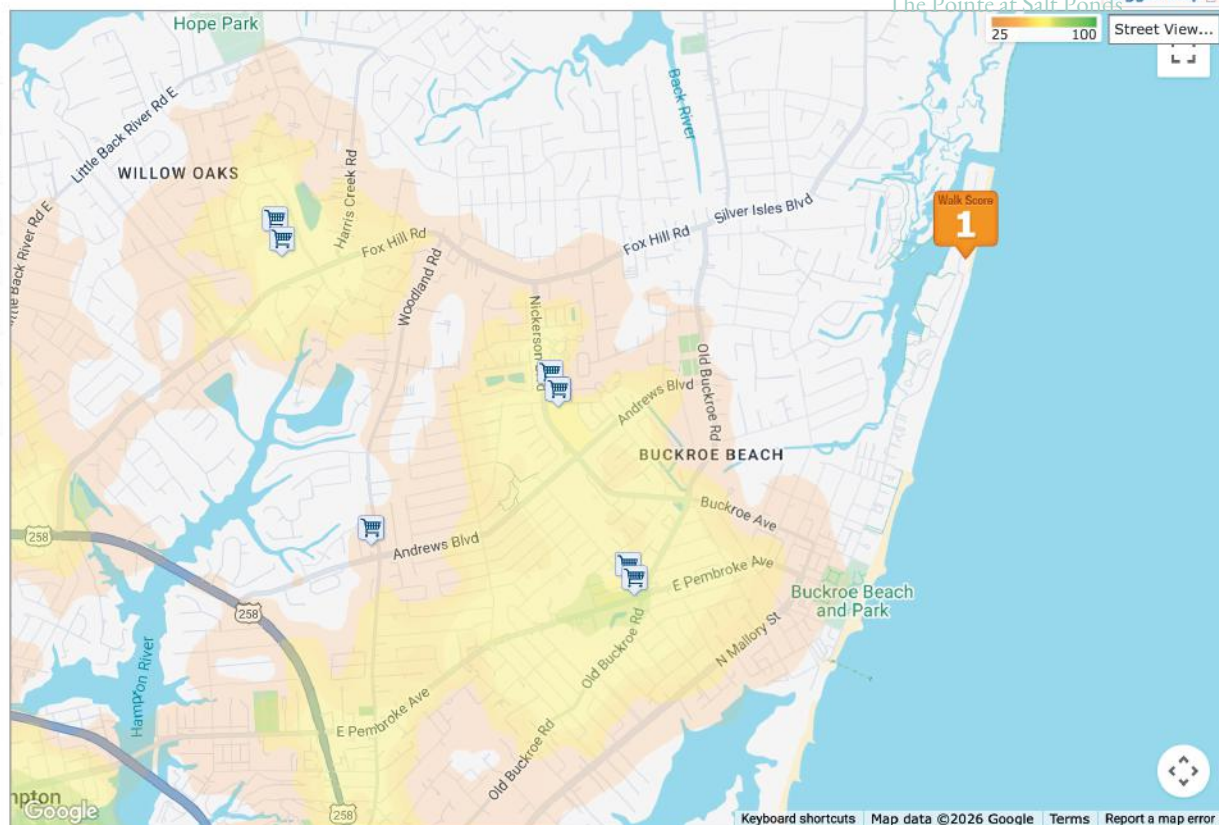 The Pointe at Salt Ponds
25 100
Street View...
Hope Park
Back River
Little Back River Rd E
WILLOW OAKS
Harris Creek Rd
Walk Score
1
Silver Isles Blvd
Fox Hill Rd
Fox Hill Rd
Back River Rd E
Woodland Rd
Nickerson
Old Buckroe Rd
Andrews Blvd
BUCKROE BEACH
Buckroe Ave
258
Andrews Blvd
E Pembroke Ave
Buckroe Beach
and Park
258
N Mallory St
Old Buckroe Rd
Hampton River
E Pembroke Ave
Old Buckroe Rd
258
Google
Keyboard shortcuts Map data ©2026 Google Terms Report a map error